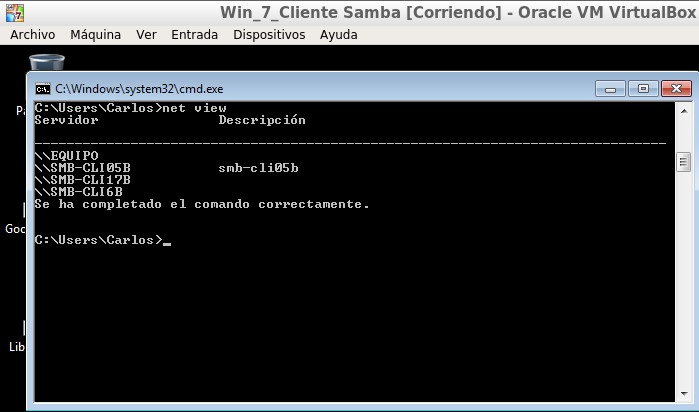 Win_7_Cliente Samba [Corriendo] - Oracle VM VirtualBox
Archivo Máquina Ver Entrada Dispositivos Ayuda
C:\Windows\system32\cmd.exe
C:\Users\Carlos>net view
Servidor Descripción
-------------------------------------------------------------------------------
\\EQUIPO
\\SMB-CLI05B smb-cli05b
\\SMB-CLI17B
\\SMB-CLI6B
Se ha completado el comando correctamente.
C:\Users\Carlos>_
Goo
Lib